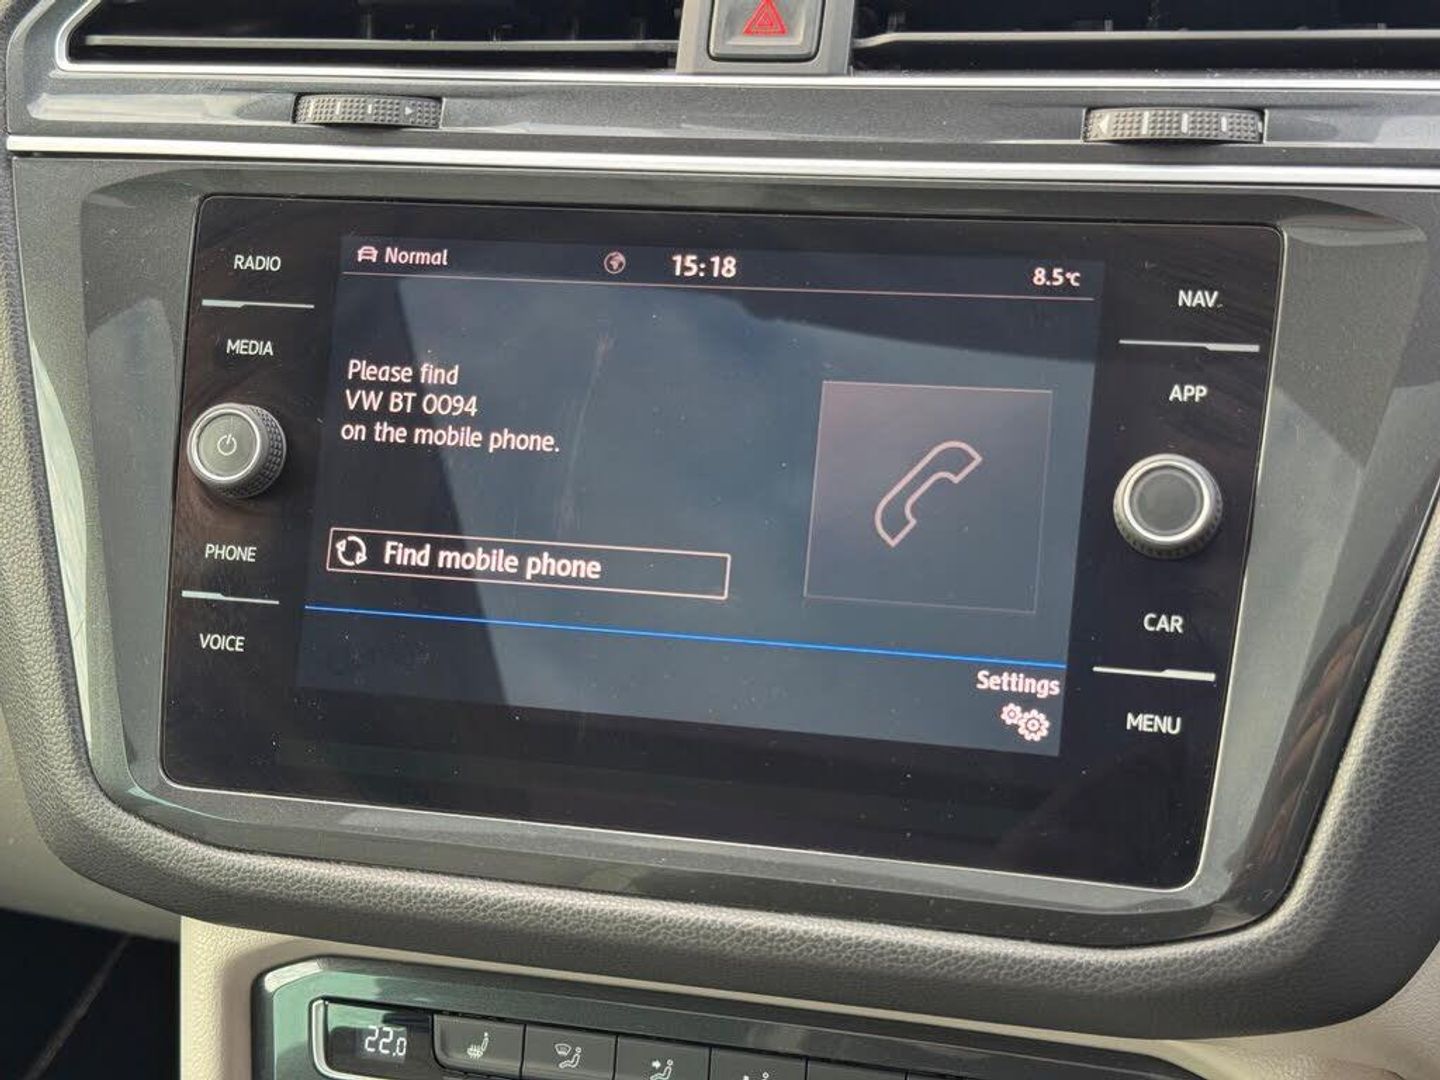 RADIO
MEDIA
PHONE
VOICE
Normal
15:18
8.5°C
Please find
VW BT 0094
on the mobile phone.
Find mobile phone
Settings
NAV
APP
CAR
MENU
22.0